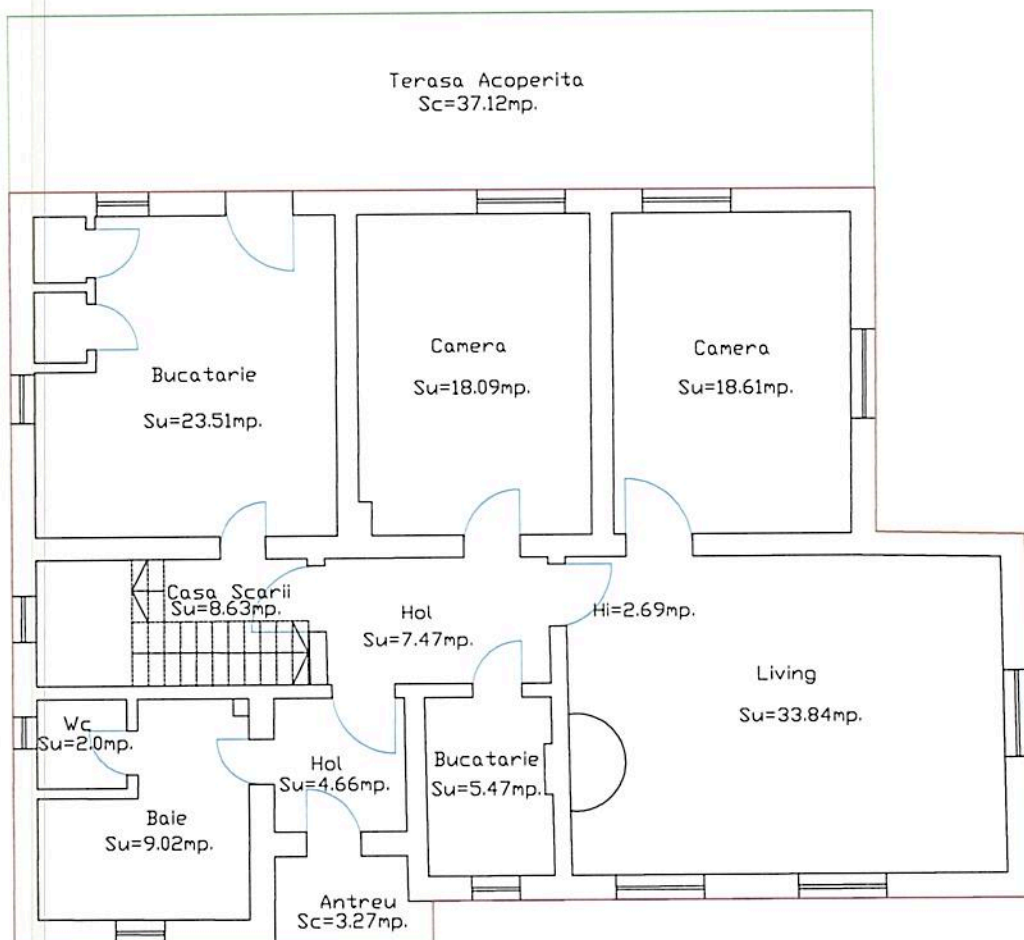 Terasa Acoperita
Sc=37.12mp.
Camera
Su=18.09mp.
Camera
Su=18.61mp.
Bucatarie
Su=23.51mp.
Casa Scarii
Su=8.63mp.
Hol
Su=7.47mp.
Hi=2.69mp.
Living
Su=33.84mp.
Wc
Su=2.0mp.
Hol
Su=4.66mp.
Bucatarie
Su=5.47mp.
Baie
Su=9.02mp.
Antreu
Sc=3.27mp.